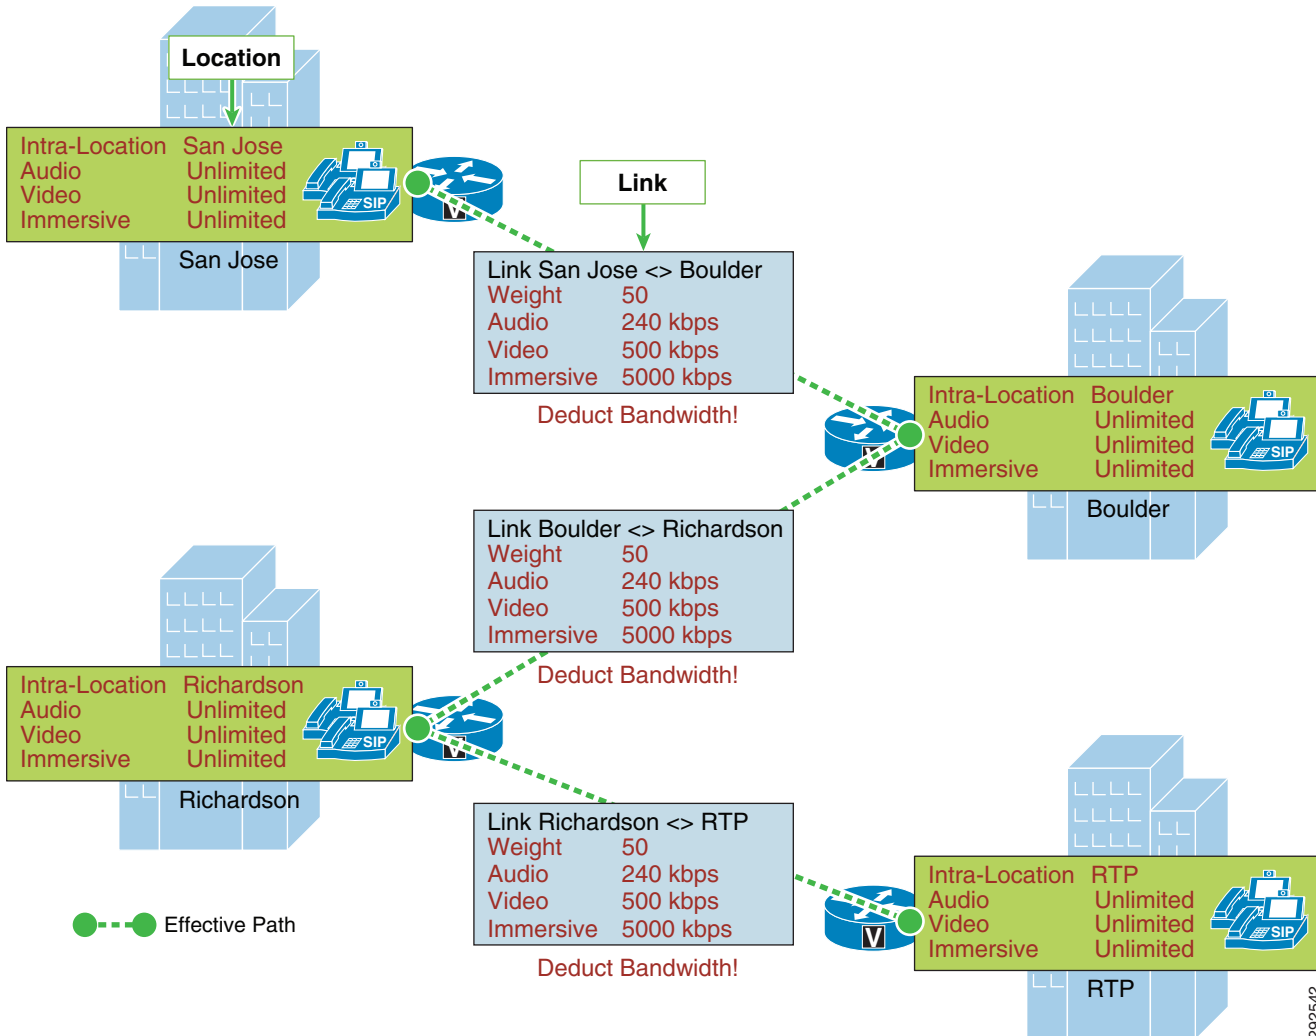 Location
Intra-Location San Jose
Audio Unlimited
Video Unlimited
Immersive Unlimited
SIP
V
San Jose
Link
Link San Jose <> Boulder
Weight 50
Audio 240 kbps
Video 500 kbps
Immersive 5000 kbps
Deduct Bandwidth!
Intra-Location Boulder
Audio Unlimited
Video Unlimited
Immersive Unlimited
SIP
V
Boulder
Link Boulder <> Richardson
Weight 50
Audio 240 kbps
Video 500 kbps
Immersive 5000 kbps
Deduct Bandwidth!
Intra-Location Richardson
Audio Unlimited
Video Unlimited
Immersive Unlimited
SIP
V
Richardson
Link Richardson <> RTP
Weight 50
Audio 240 kbps
Video 500 kbps
Immersive 5000 kbps
Deduct Bandwidth!
Intra-Location RTP
Audio Unlimited
Video Unlimited
Immersive Unlimited
SIP
V
RTP
Effective Path